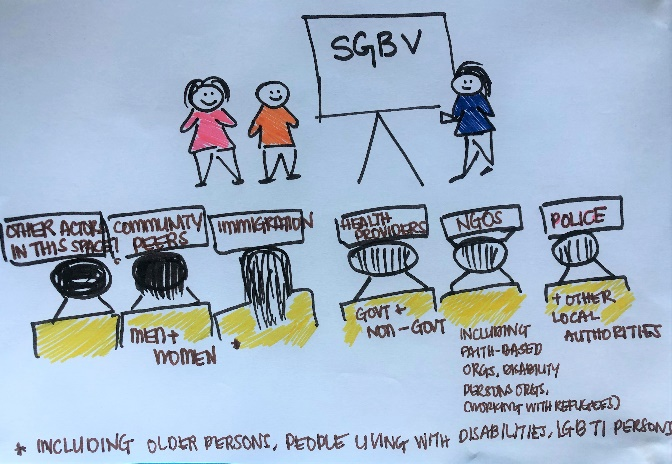 SGBV
OTHER ACTORS
IN THIS SPACE?
COMMUNITY
PEERS
IMMIGRATION
HEALTH
PROVIDERS
NGOS
POLICE
MEN +
WOMEN
*
GOVT +
NON-GOVT
INCLUDING
FAITH-BASED
ORGS, DISABILITY
PERSONS ORGS,
(WORKING WITH REFUGEES)
+ OTHER
LOCAL
AUTHORITIES
* INCLUDING OLDER PERSONS, PEOPLE LIVING WITH DISABILITIES, LGBTI PERSONS